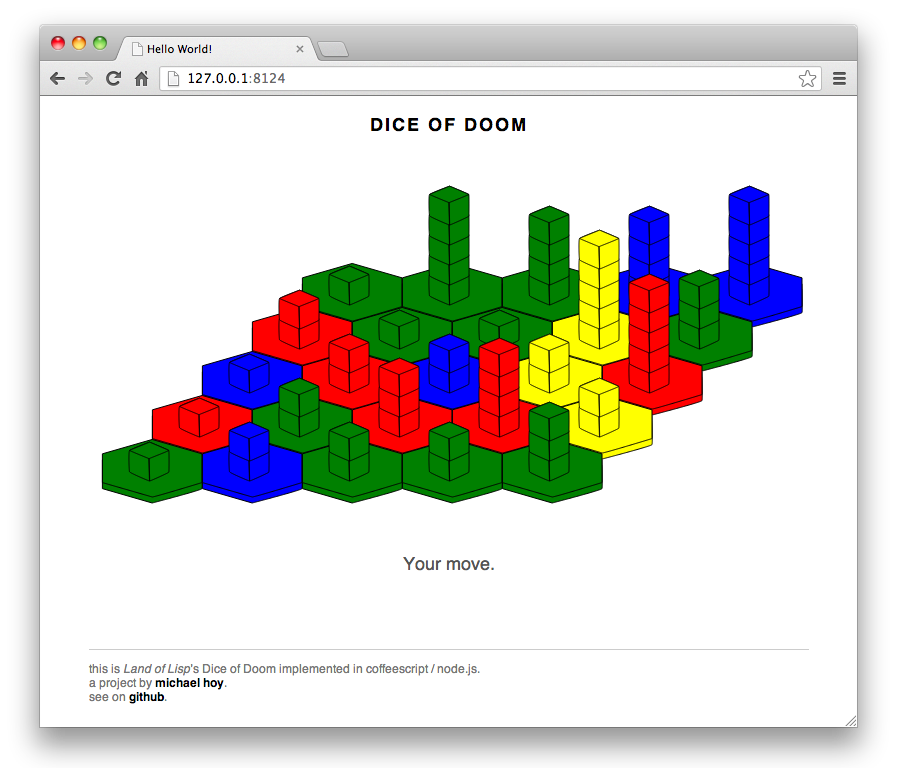 Hello World!
127.0.0.1:8124
DICE OF DOOM
Your move.
this is Land of Lisp's Dice of Doom implemented in coffeescript / node.js.
a project by michael hoy.
see on github.